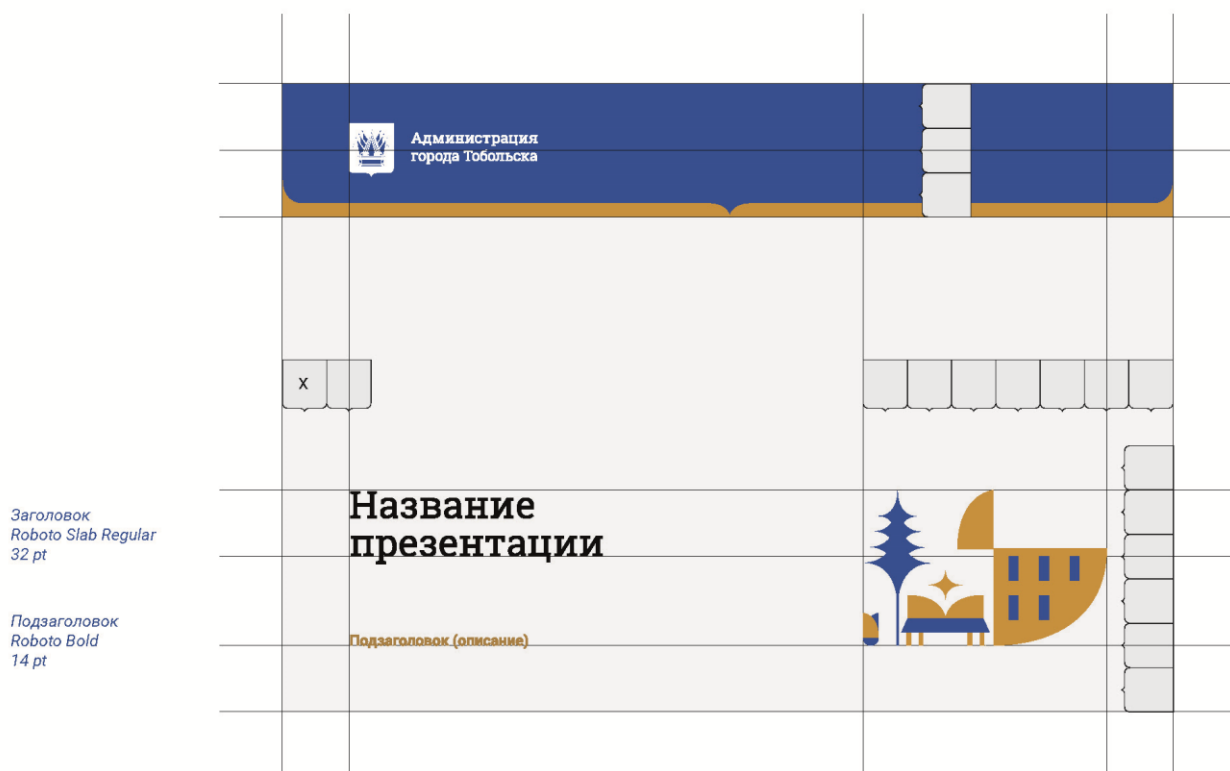 Администрация
города Тобольска
X
Заголовок
Roboto Slab Regular
32 pt
Название
презентации
Подзаголовок
Roboto Bold
14 pt
Подзаголовок (описание)